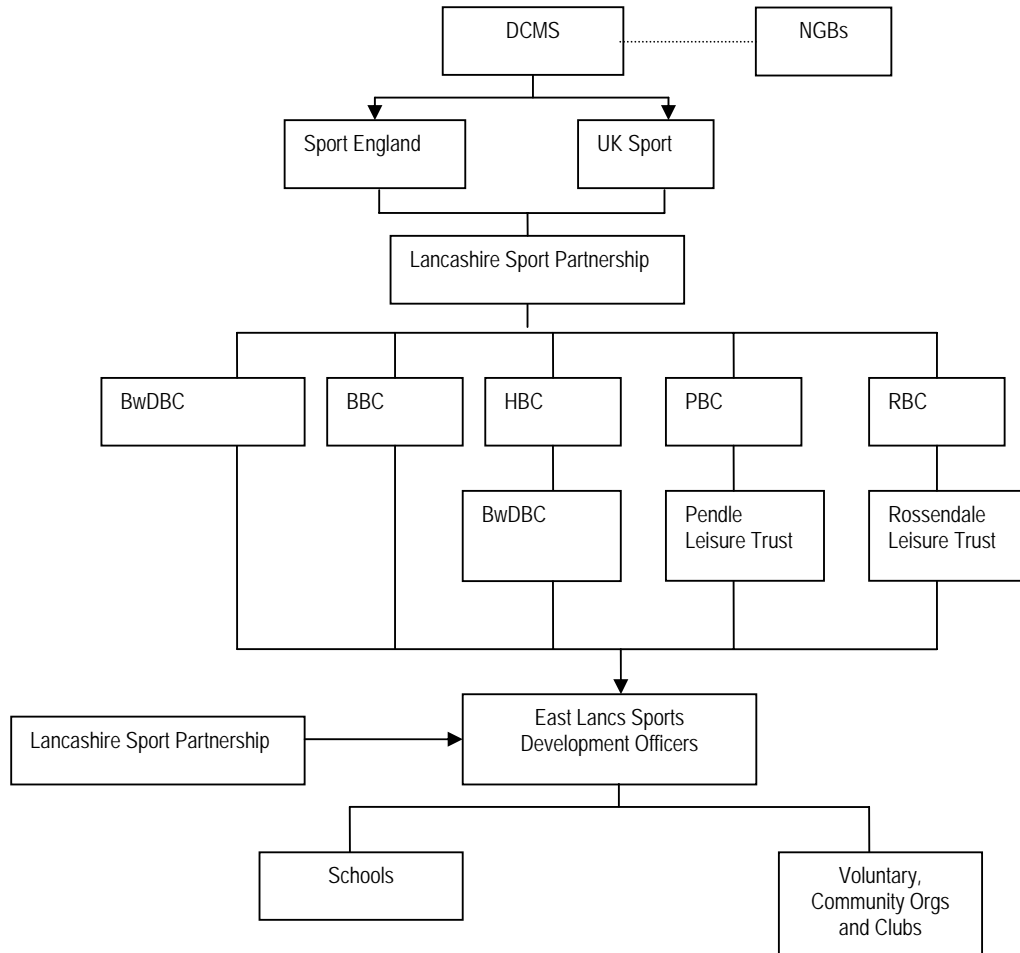 DCMS
NGBs
Sport England
UK Sport
Lancashire Sport Partnership
BwDBC
BBC
HBC
PBC
RBC
BwDBC
Pendle
Leisure Trust
Rossendale
Leisure Trust
East Lancs Sports
Development Officers
Lancashire Sport Partnership
Schools
Voluntary,
Community Orgs
and Clubs